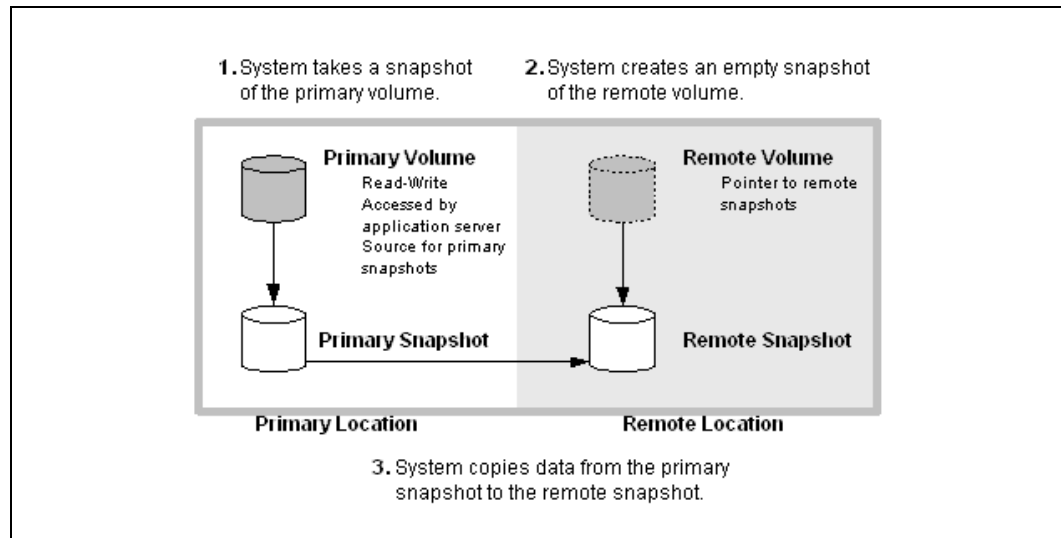 1. System takes a snapshot
of the primary volume.
2. System creates an empty snapshot
of the remote volume.
Primary Volume
Read-Write
Accessed by
application server
Source for primary
snapshots
Remote Volume
Pointer to remote
snapshots
Primary Snapshot
Remote Snapshot
Primary Location
Remote Location
3. System copies data from the primary
snapshot to the remote snapshot.